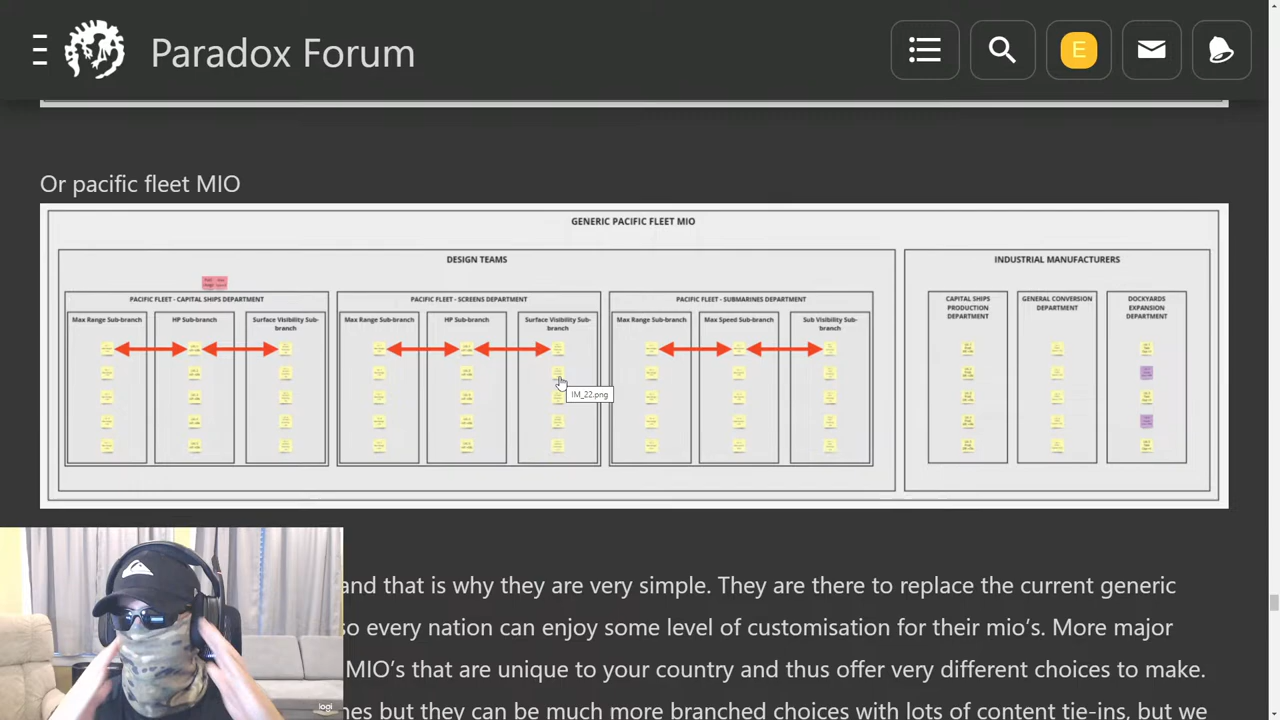 Paradox Forum
E
Or pacific fleet MIO
GENERIC PACIFIC FLEET MIO
DESIGN TEAMS
INDUSTRIAL MANUFACTURERS
PACIFIC FLEET - CAPITAL SHIPS DEPARTMENT
PACIFIC FLEET - SCREENS DEPARTMENT
PACIFIC FLEET - SUBMARINES DEPARTMENT
CAPITAL SHIPS
PRODUCTION
DEPARTMENT
GENERAL CONVERSION
DEPARTMENT
DOCKYARDS
EXPANSION
DEPARTMENT
Max Range Sub-branch
HP Sub-branch
Surface Visibility Sub-
branch
Max Range Sub-branch
HP Sub-branch
Surface Visibility Sub-
branch
Max Range Sub-branch
Max Speed Sub-branch
Sub Visibility Sub-
branch
IM_22.png
and that is why they are very simple. They are there to replace the current generic
so every nation can enjoy some level of customisation for their mio's. More major
MIO's that are unique to your country and thus offer very different choices to make.
nes but they can be much more branched choices with lots of content tie-ins, but we
logi